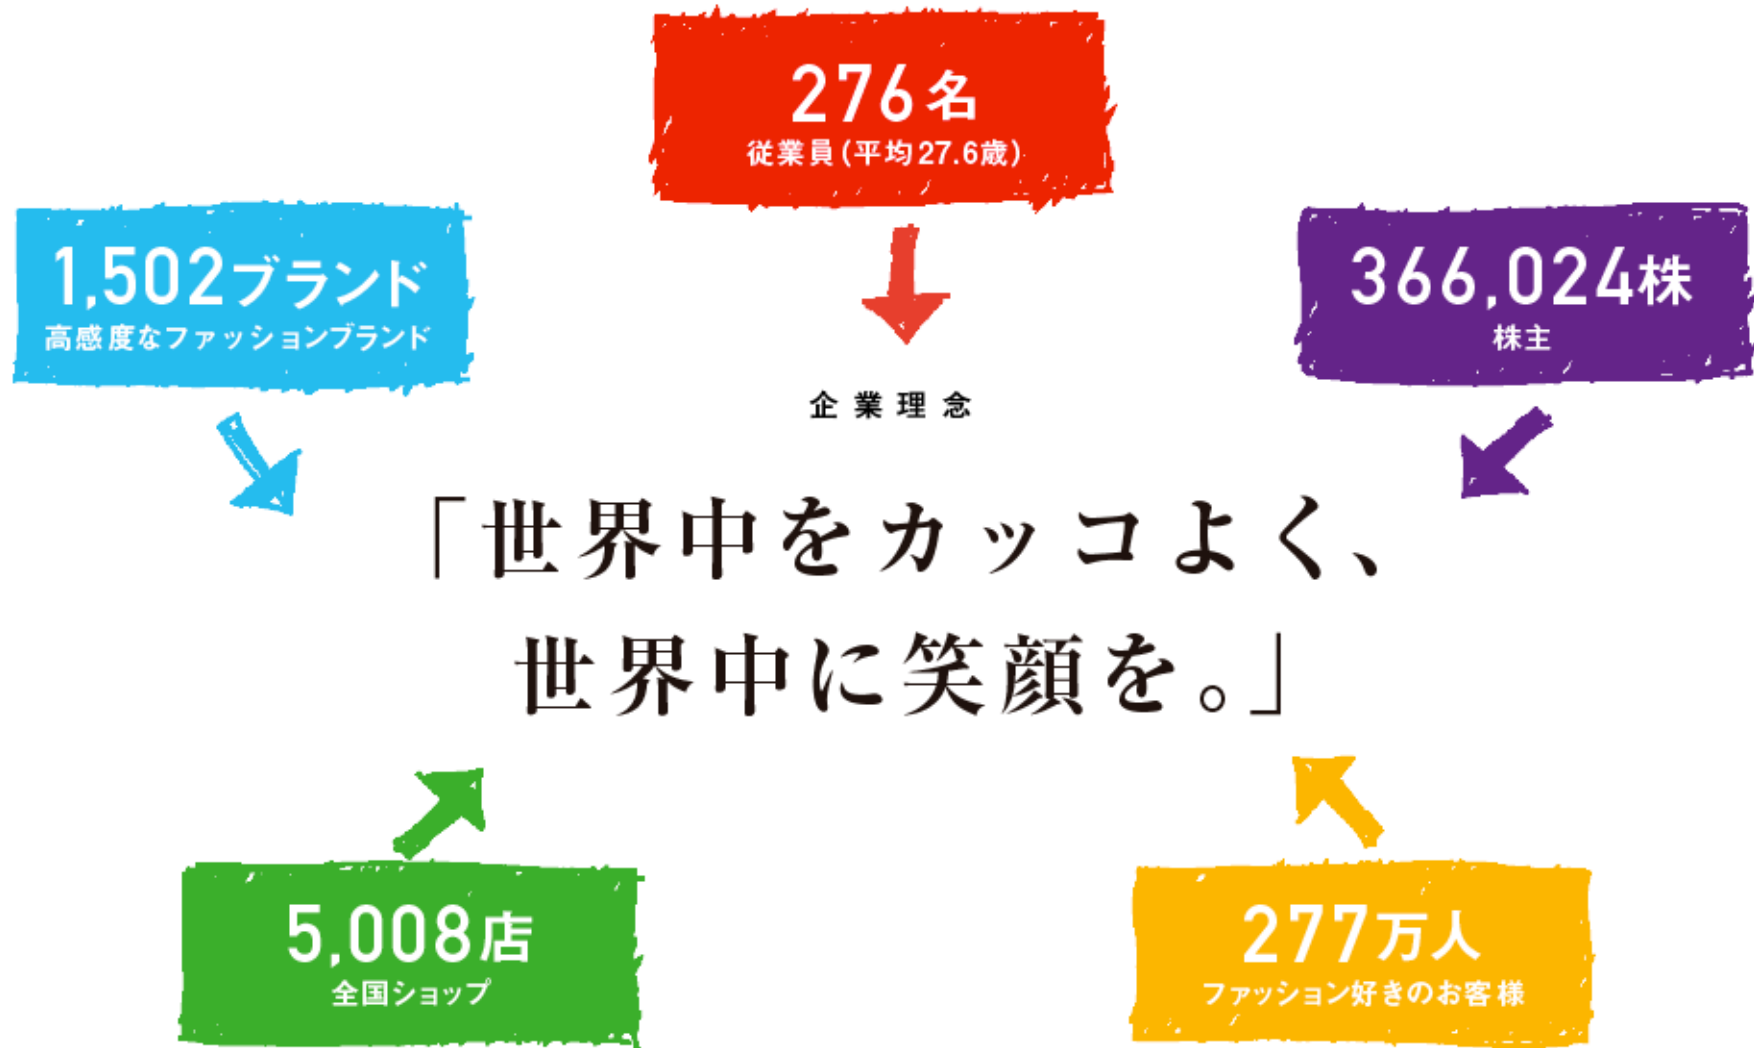 276名
従業員(平均27.6歳)
1,502ブランド
高感度なファッションブランド
366,024株
株主
企業理念
「世界中をカッコよく、
世界中に笑顔を。」
5,008店
全国ショップ
277万人
ファッション好きのお客様